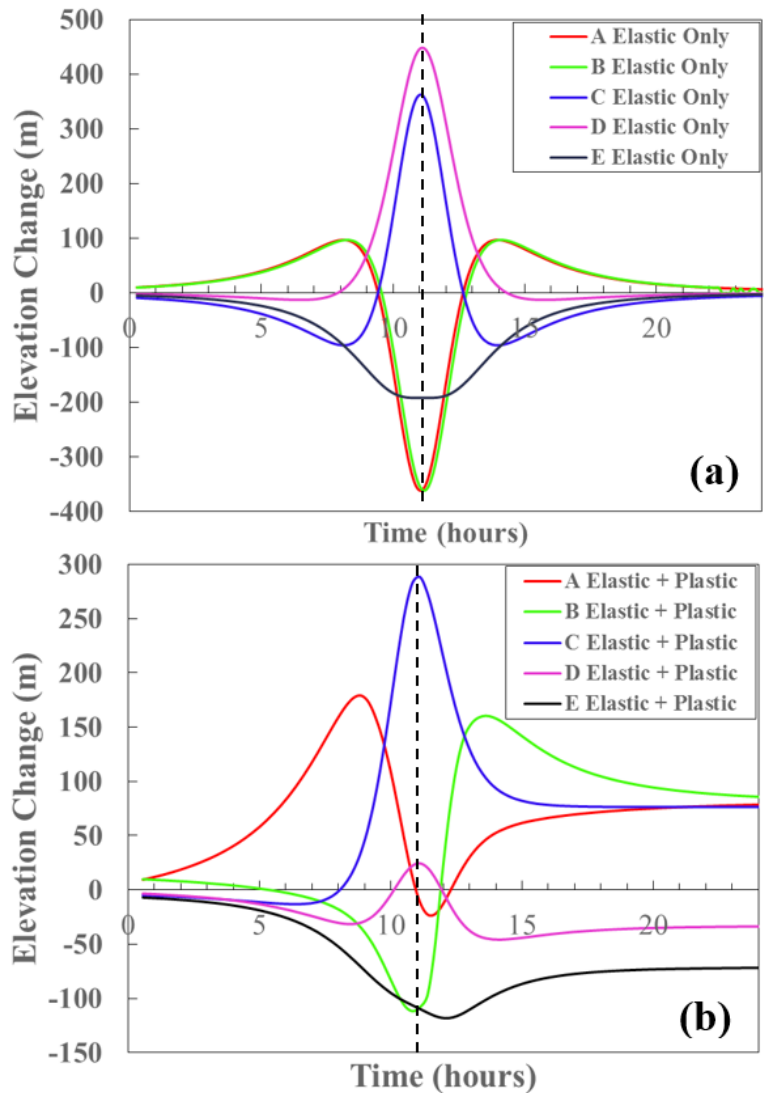 500
400
300
200
100
0
-100
-200
-300
-400
Elevation Change (m)
A Elastic Only
B Elastic Only
C Elastic Only
D Elastic Only
E Elastic Only
0 5 10 15 20
(a)
Time (hours)
300
250
200
150
100
50
0
-50
-100
-150
Elevation Change (m)
A Elastic + Plastic
B Elastic + Plastic
C Elastic + Plastic
D Elastic + Plastic
E Elastic + Plastic
0 5 10 15 20
(b)
Time (hours)